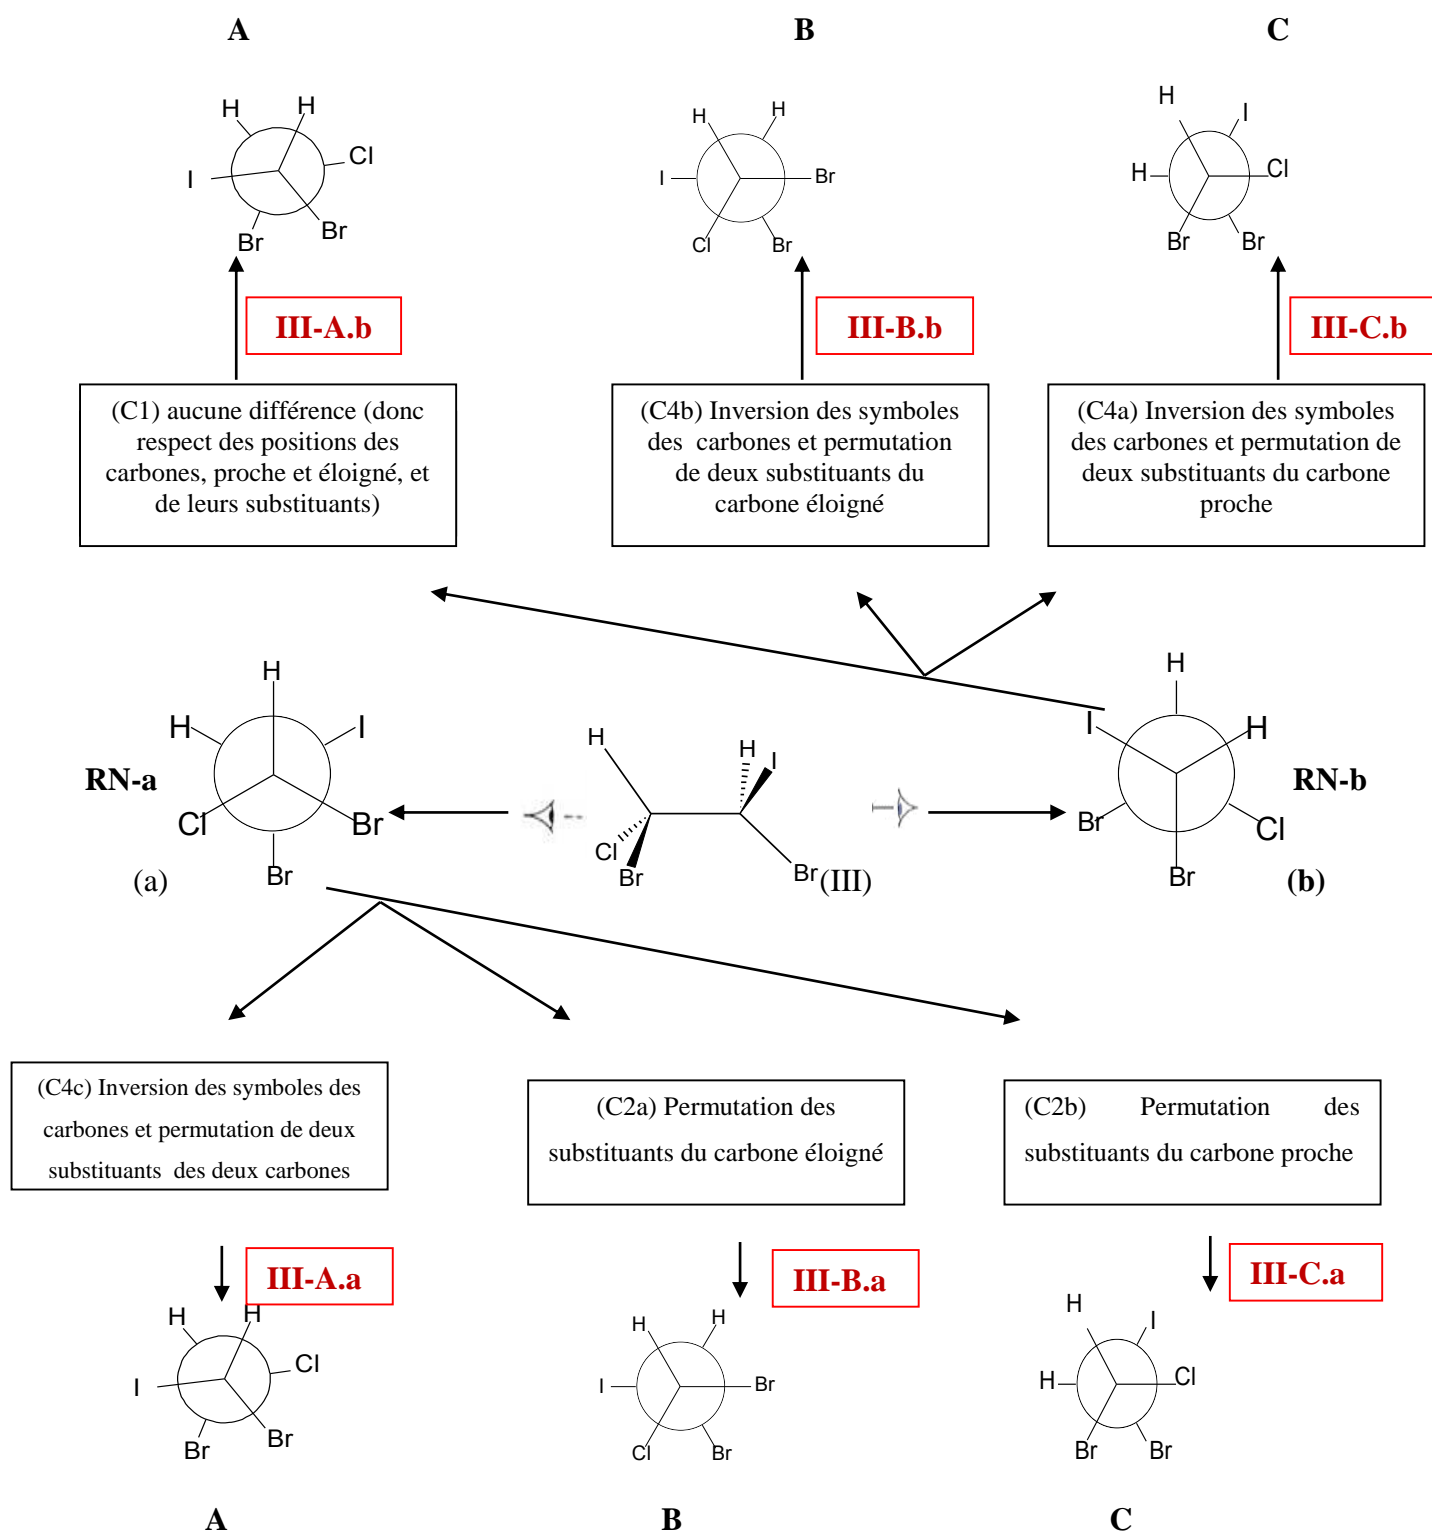 A B C
H H
I Cl
Br Br
H H
I Br
Cl Br
H I
H Cl
Br Br
III-A.b III-B.b III-C.b
(C1) aucune différence (donc
respect des positions des
carbones, proche et éloigné, et
de leurs substituants)
(C4b) Inversion des symboles
des carbones et permutation
de deux substituants du
carbone éloigné
(C4a) Inversion des symboles
des carbones et permutation de
deux substituants du carbone
proche
H
H I
RN-a
Cl Br
Br
(a)
H H I
Cl
Br Br (III)
H
I H
RN-b
Br Cl
Br
(b)
(C4c) Inversion des symboles des
carbones et permutation de deux
substituants des deux carbones
(C2a) Permutation des
substituants du carbone éloigné
(C2b) Permutation des
substituants du carbone proche
III-A.a III-B.a III-C.a
H H
I Cl
Br Br
H H
I Br
Cl Br
H I
H Cl
Br Br
A B C